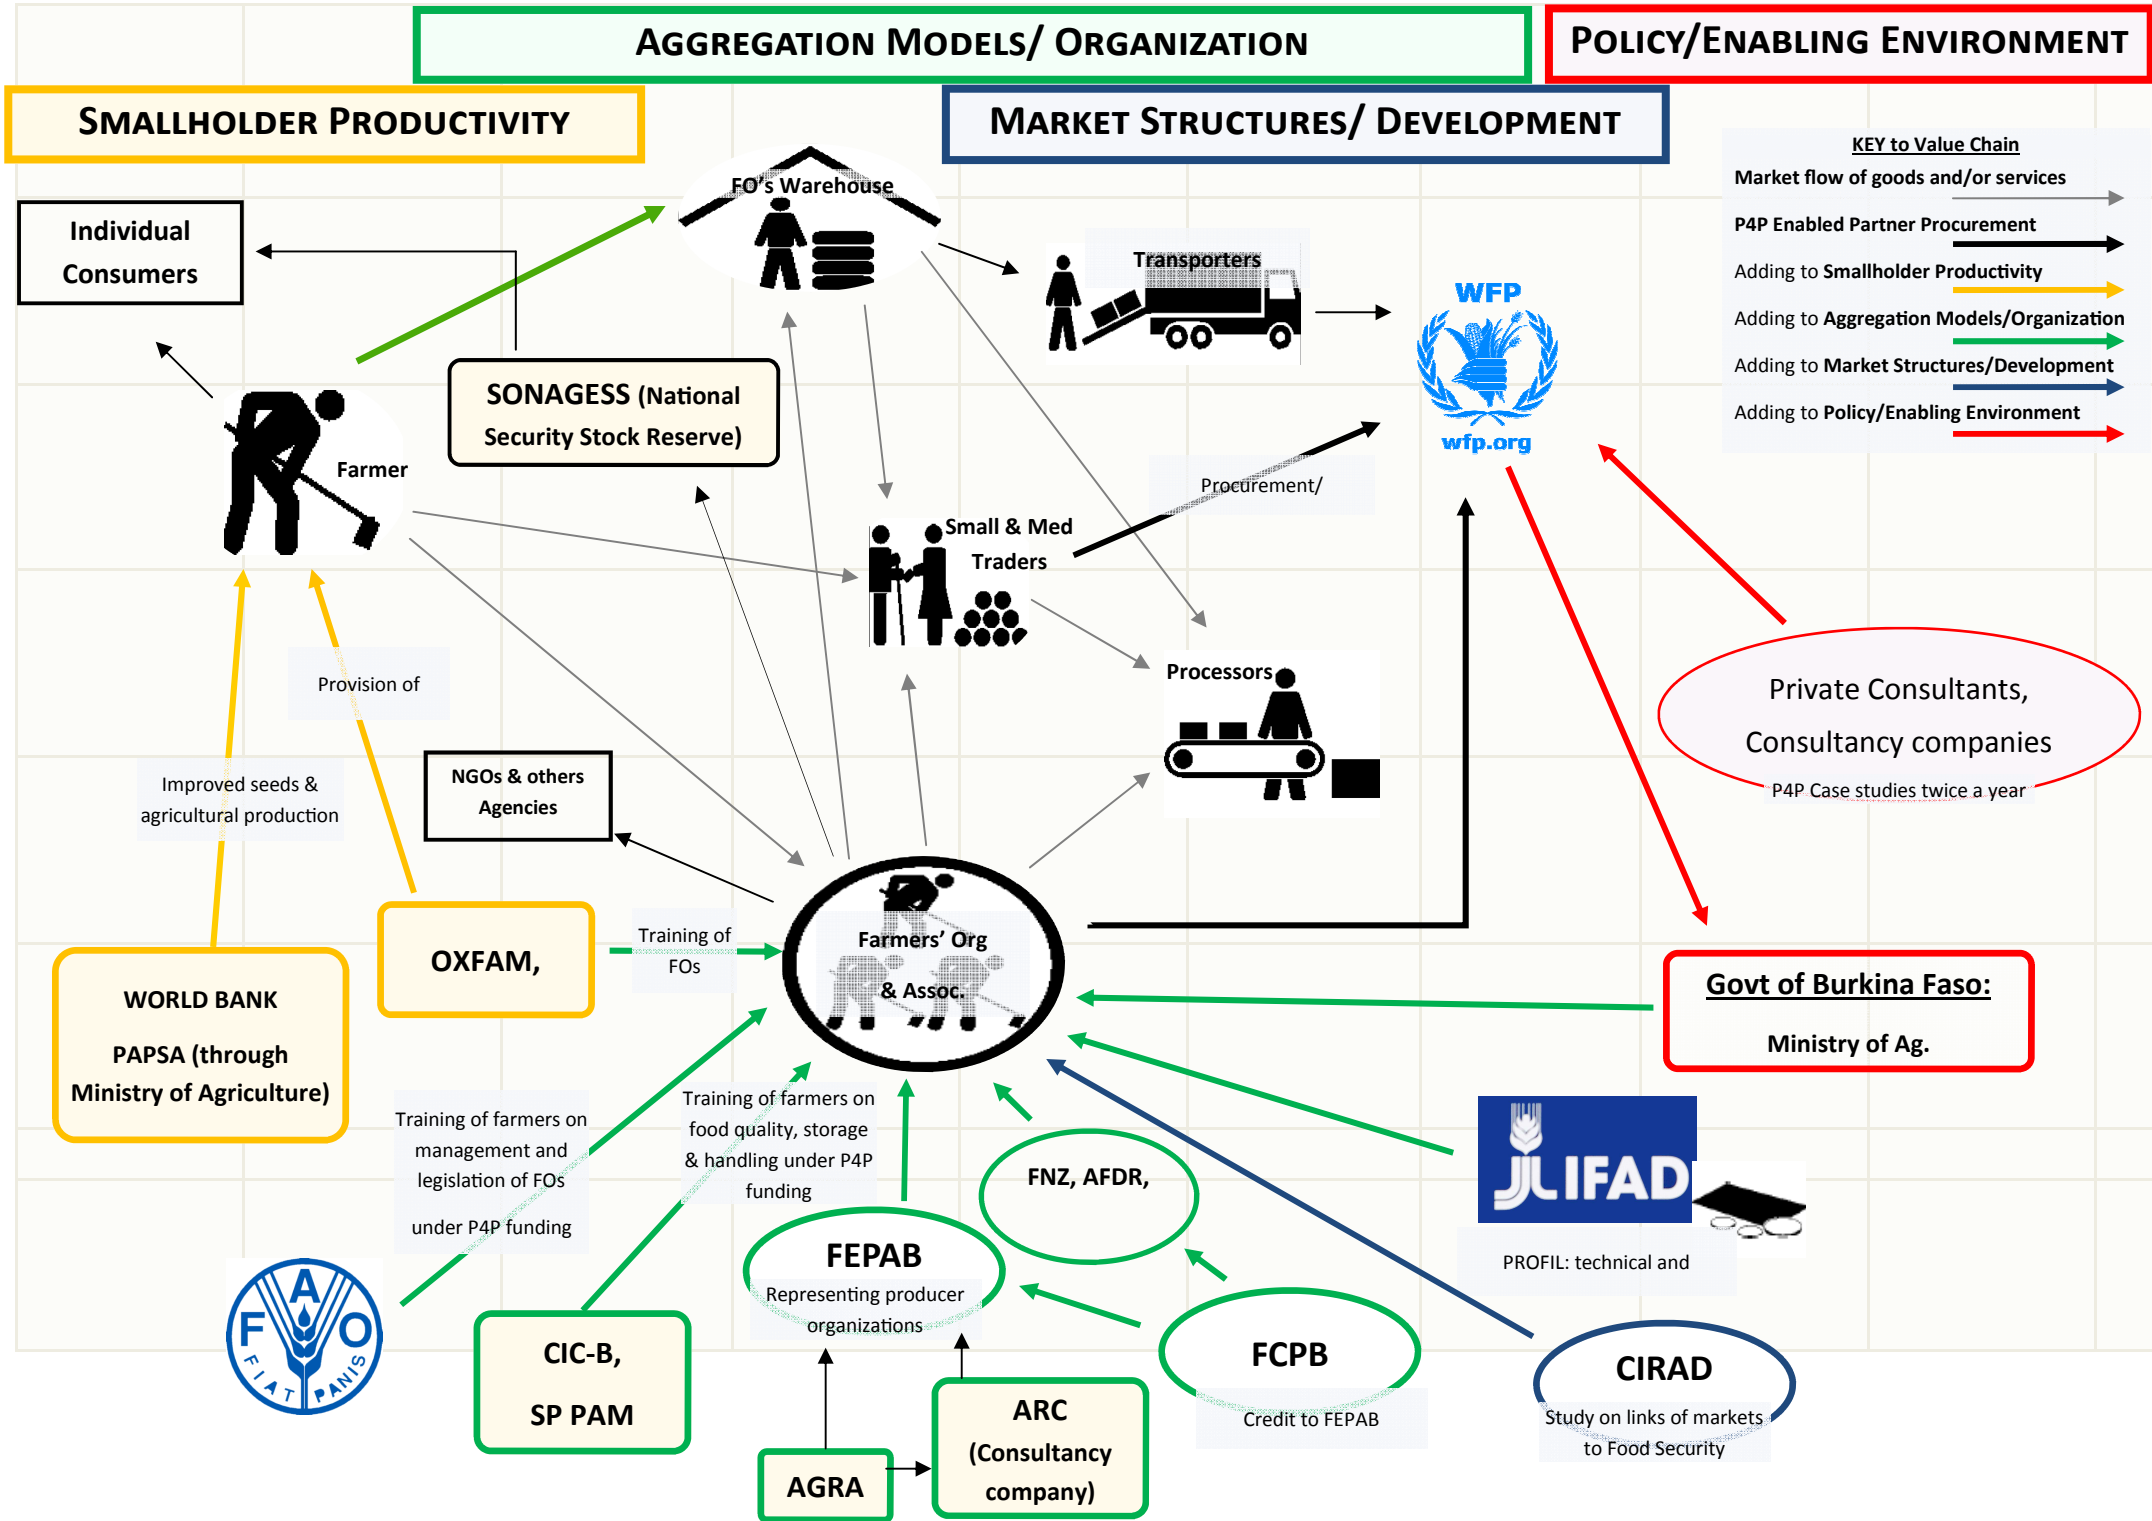 AGGREGATION MODELS/ ORGANIZATION
POLICY/ENABLING ENVIRONMENT
SMALLHOLDER PRODUCTIVITY
MARKET STRUCTURES/ DEVELOPMENT
KEY to Value Chain
Market flow of goods and/or services
P4P Enabled Partner Procurement
Adding to Smallholder Productivity
Adding to Aggregation Models/Organization
Adding to Market Structures/Development
Adding to Policy/Enabling Environment
FO's Warehouse
Individual
Consumers
Transporters
WFP
wfp.org
SONAGESS (National
Security Stock Reserve)
Farmer
Procurement/
Small & Med
Traders
Processors
Provision of
Private Consultants,
Consultancy companies
P4P Case studies twice a year
Improved seeds &
agricultural production
NGOs & others
Agencies
OXFAM,
Training of
FOs
Farmers' Org
& Assoc.
WORLD BANK
PAPSA (through
Ministry of Agriculture)
Govt of Burkina Faso:
Ministry of Ag.
Training of farmers on
management and
legislation of FOs
under P4P funding
Training of farmers on
food quality, storage
& handling under P4P
funding
FNZ, AFDR,
IFAD
PROFIL: technical and
FAO
FIAT PANIS
FEPAB
Representing producer
organizations
CIC-B,
SP PAM
FCPB
Credit to FEPAB
CIRAD
Study on links of markets
to Food Security
AGRA
ARC
(Consultancy
company)